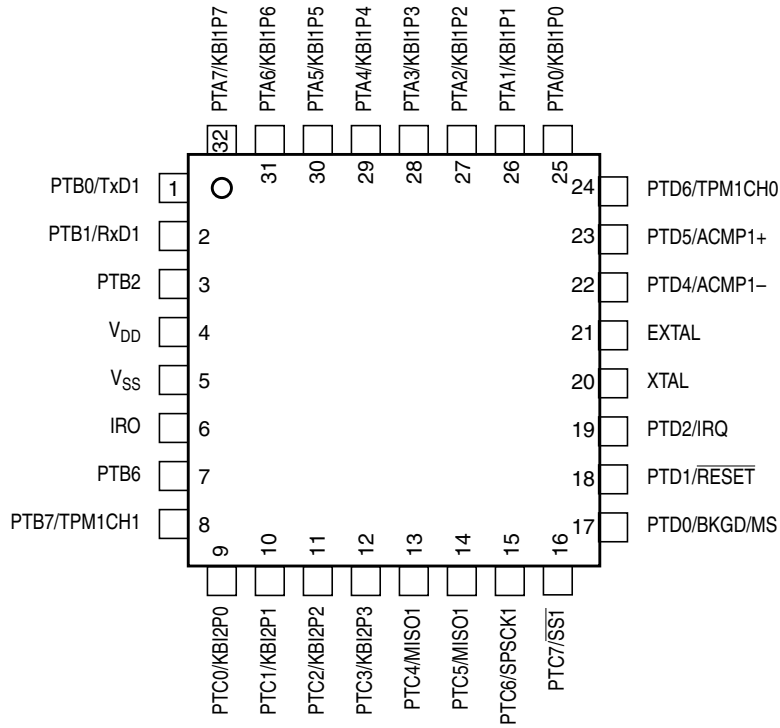 PTA7/KBI1P7
PTA6/KBI1P6
PTA5/KBI1P5
PTA4/KBI1P4
PTA3/KBI1P3
PTA2/KBI1P2
PTA1/KBI1P1
PTA0/KBI1P0
32
31
30
29
28
27
26
25
PTB0/TxD1 1
PTB1/RxD1 2
PTB2 3
VDD 4
VSS 5
IRO 6
PTB6 7
PTB7/TPM1CH1 8
24 PTD6/TPM1CH0
23 PTD5/ACMP1+
22 PTD4/ACMP1–
21 EXTAL
20 XTAL
19 PTD2/IRQ
18 PTD1/RESET
17 PTD0/BKGD/MS
9
10
11
12
13
14
15
16
PTC0/KBI2P0
PTC1/KBI2P1
PTC2/KBI2P2
PTC3/KBI2P3
PTC4/MISO1
PTC5/MISO1
PTC6/SPSCK1
PTC7/SS1